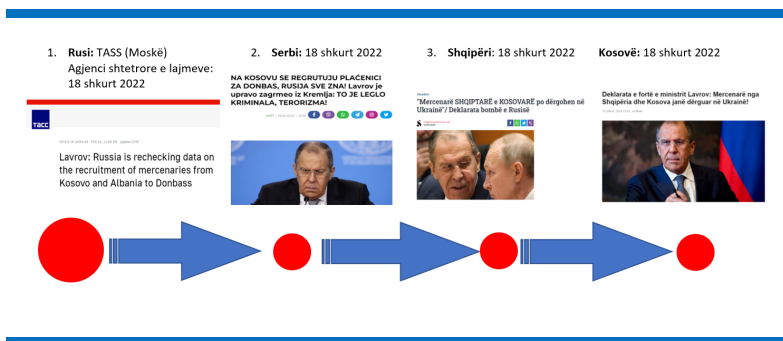 1. Rusi: TASS (Moskë)
Agjenci shtetrore e lajmeve:
18 shkurt 2022
2. Serbi: 18 shkurt 2022
3. Shqipëri: 18 shkurt 2022
Kosovë: 18 shkurt 2022
ТАСС
Lavrov: Russia is rechecking data on
the recruitment of mercenaries from
Kosovo and Albania to Donbass
NA KOSOVU SE REGRUTUJU PLAĆENICI
ZA DONBAS, RUSIJA SVE ZNA! Lavrov je
upravo zagrmeo iz Kremlja: TO JE LEGLO
KRIMINALA, TERORIZMA!
"Mercenarë SHQIPTARË e KOSOVARË po dërgohen në
Ukrainë"/ Deklarata bombë e Rusisë
Deklarata e fortë e ministrit Lavrov: Mercenarë nga
Shqipëria dhe Kosova janë dërguar në Ukrainë!